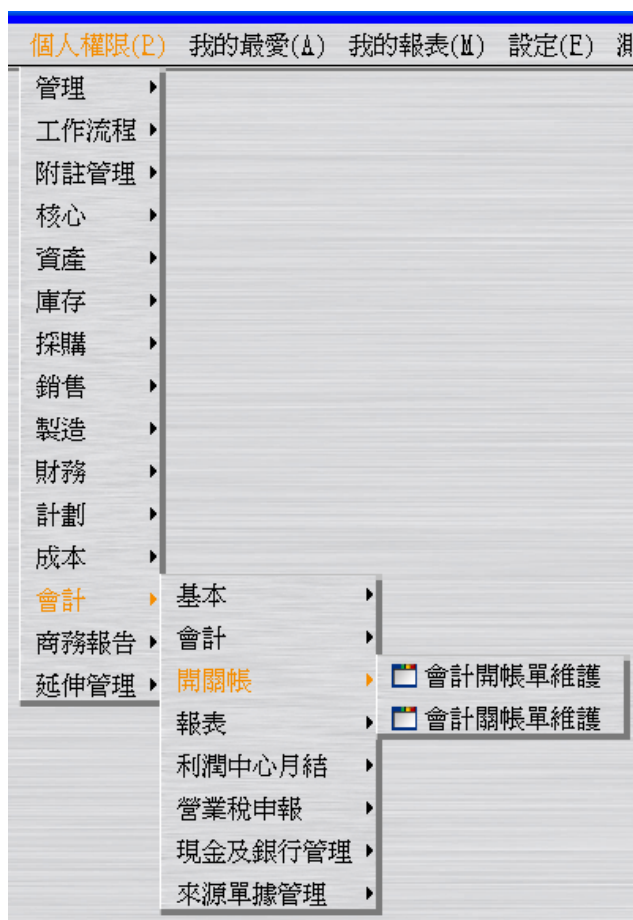 個人權限(P) 我的最愛(A) 我的報表(M) 設定(E)
管理
工作流程
附註管理
核心
資產
庫存
採購
銷售
製造
財務
計劃
成本
會計
商務報告
延伸管理
基本
會計
開關帳
報表
利潤中心月結
營業稅申報
現金及銀行管理
來源單據管理
會計開帳單維護
會計關帳單維護